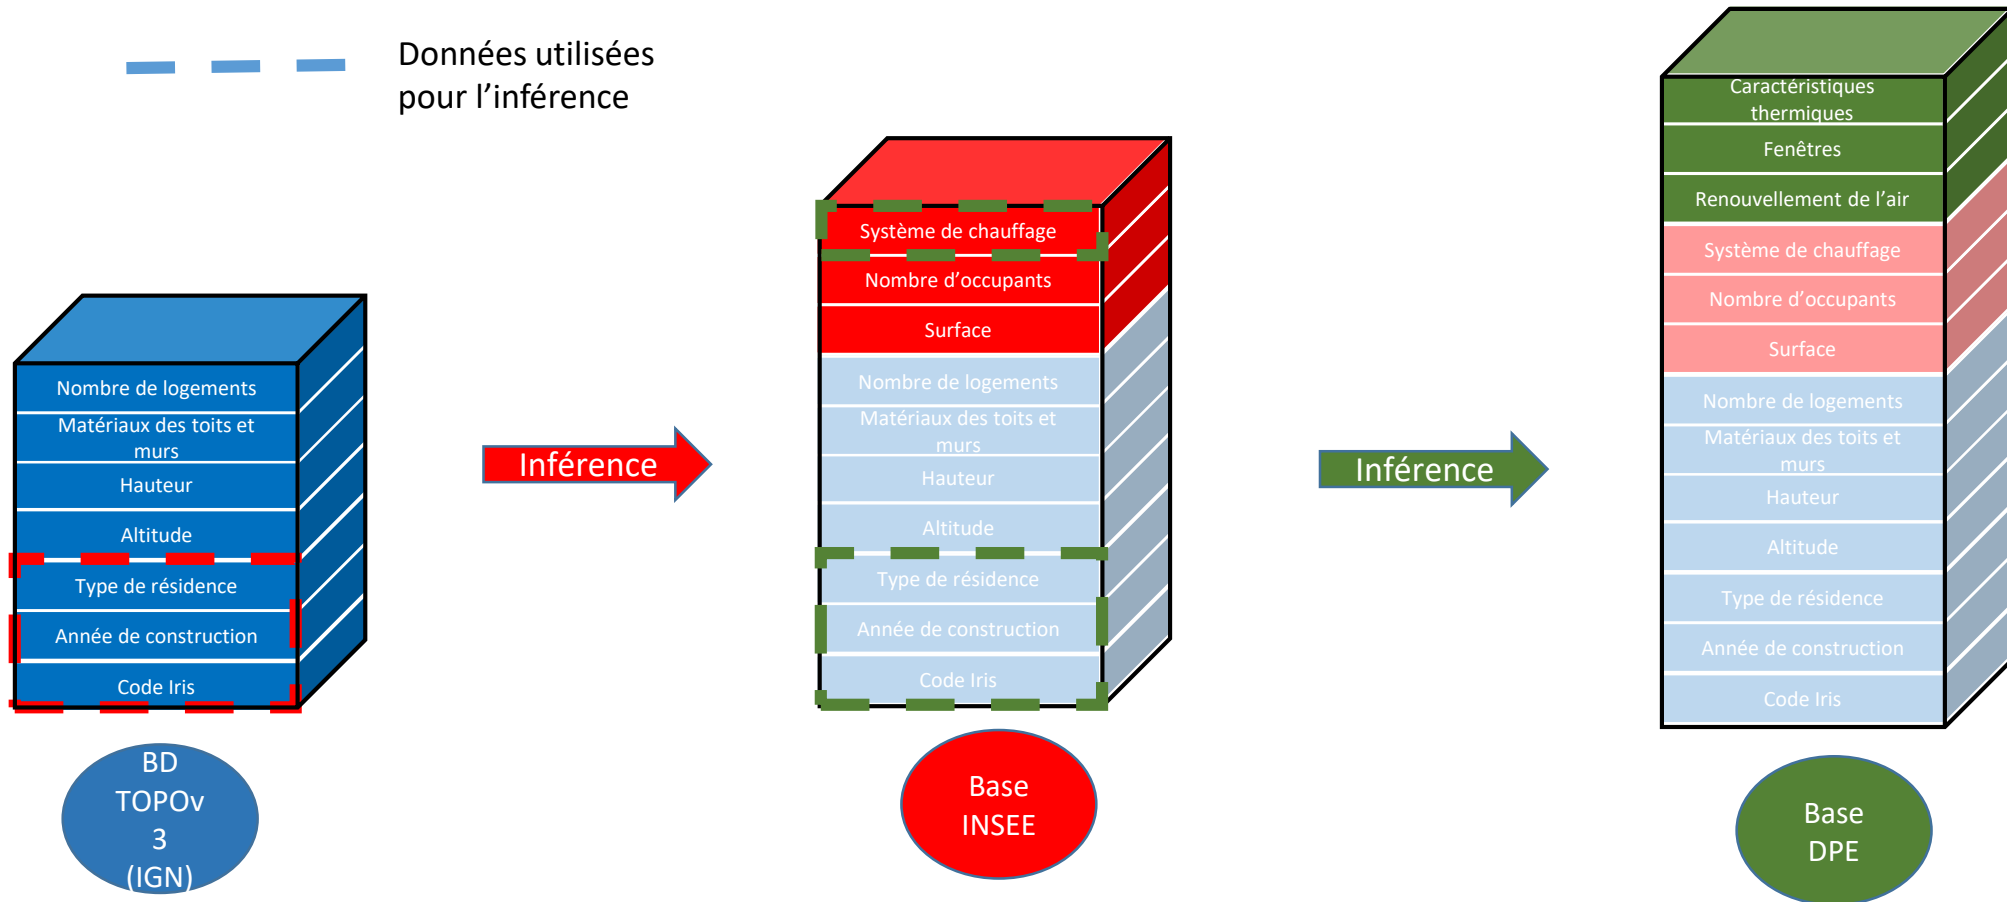 Données utilisées
pour l’inférence
Nombre de logements
Matériaux des toits et
murs
Hauteur
Altitude
Type de résidence
Année de construction
Code Iris
BD
TOPOv
3
(IGN)
Inférence
Système de chauffage
Nombre d’occupants
Surface
Nombre de logements
Matériaux des toits et
murs
Hauteur
Altitude
Type de résidence
Année de construction
Code Iris
Base
INSEE
Inférence
Caractéristiques
thermiques
Fenêtres
Renouvellement de l’air
Système de chauffage
Nombre d’occupants
Surface
Nombre de logements
Matériaux des toits et
murs
Hauteur
Altitude
Type de résidence
Année de construction
Code Iris
Base
DPE